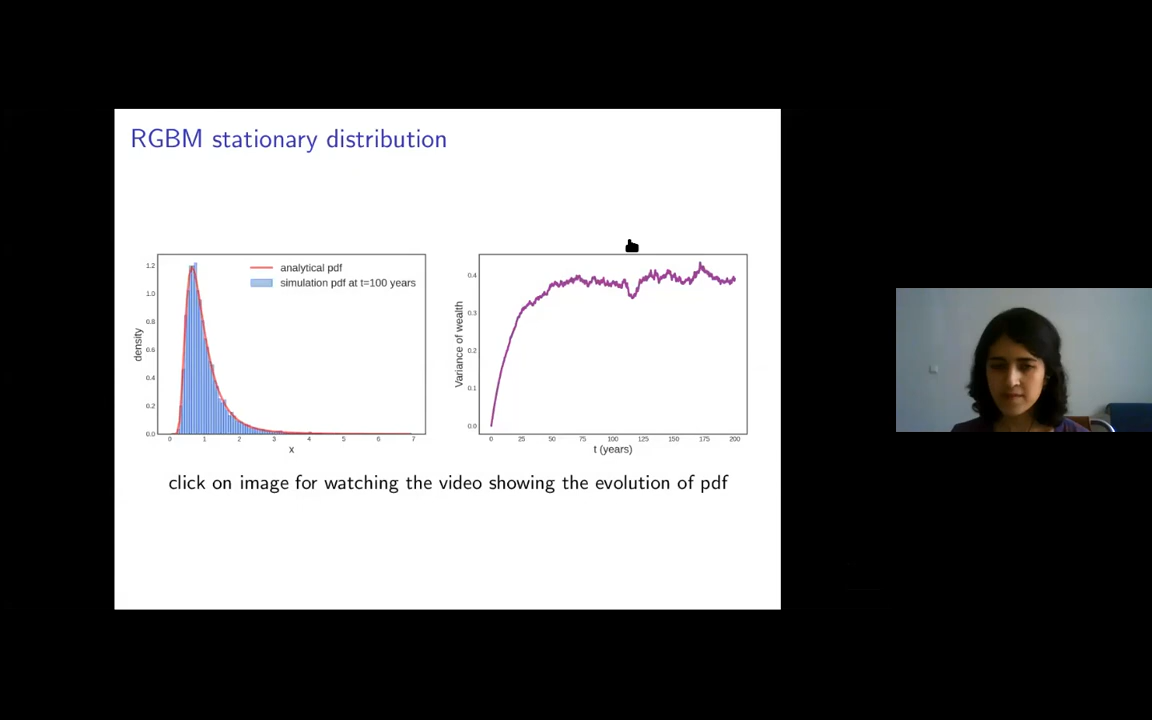 RGBM stationary distribution
analytical pdf
simulation pdf at t=100 years
density
1.2
1.0
0.8
0.6
0.4
0.2
0.0
0 1 2 3 4 5 6 7
x
Variance of wealth
0.4
0.3
0.2
0.1
0.0
0 25 50 75 100 125 150 175 200
t (years)
click on image for watching the video showing the evolution of pdf